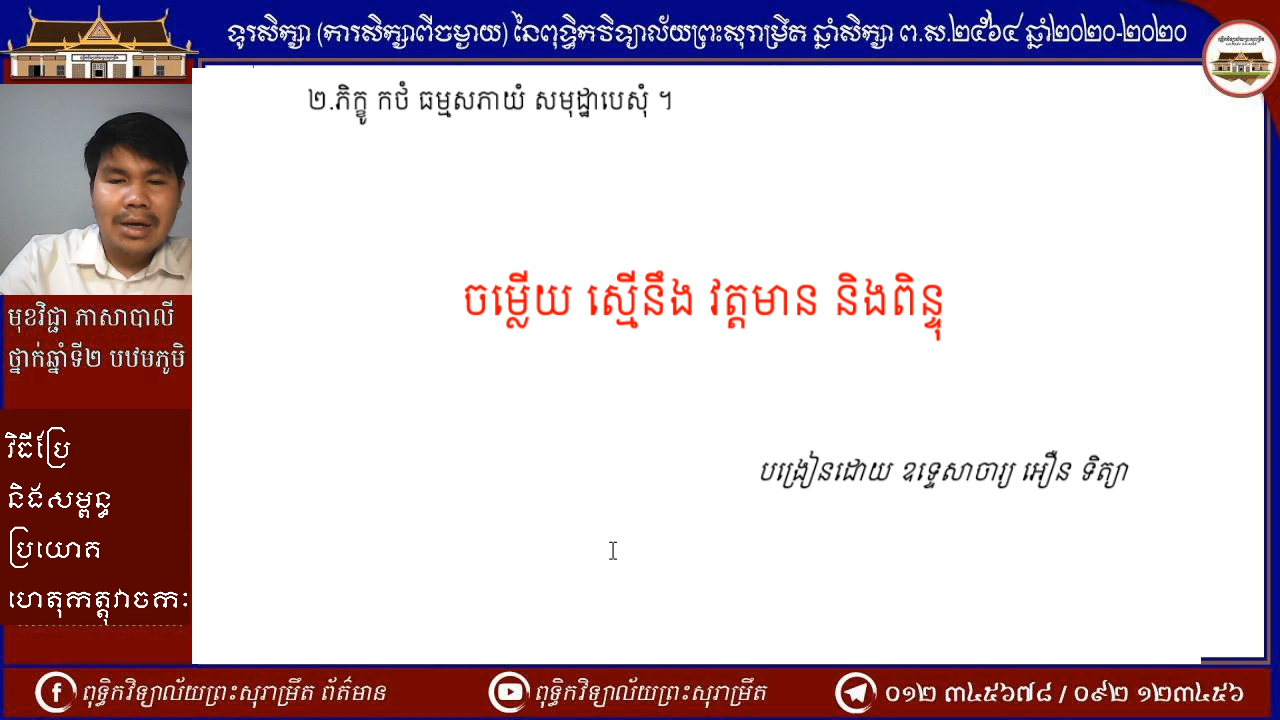 ទូរសិក្សា (ការសិក្សាពីចម្ងាយ) នៃពុទ្ធិកវិទ្យាល័យព្រះសុរាម្រឹត ឆ្នាំសិក្សា ព.ស.២៥៦៤ ឆ្នាំ២០២០-២០២០
២.ភិក្ខូ កថំ ធម្មសភាយំ សមុដ្ឋាបេសុំ ។
ចម្លើយ ស្មើនឹង វត្តមាន និងពិន្ទុ
បង្រៀនដោយ ឧទ្ទេសាចារ្យ អឿន ទិត្យា
មុខវិជ្ជា ភាសាបាលី
ថ្នាក់ឆ្នាំទី២ បឋមភូមិ
វិធីប្រែ
និងសម្ពន្ធ
ប្រយោគ
ហេតុកត្តុវាចកៈ
ពុទ្ធិកវិទ្យាល័យព្រះសុរាម្រឹត ព័ត៌មាន
ពុទ្ធិកវិទ្យាល័យព្រះសុរាម្រឹត
០១២ ៣៤៥៦៧៨ / ០៩២ ១២៣៤៥៦